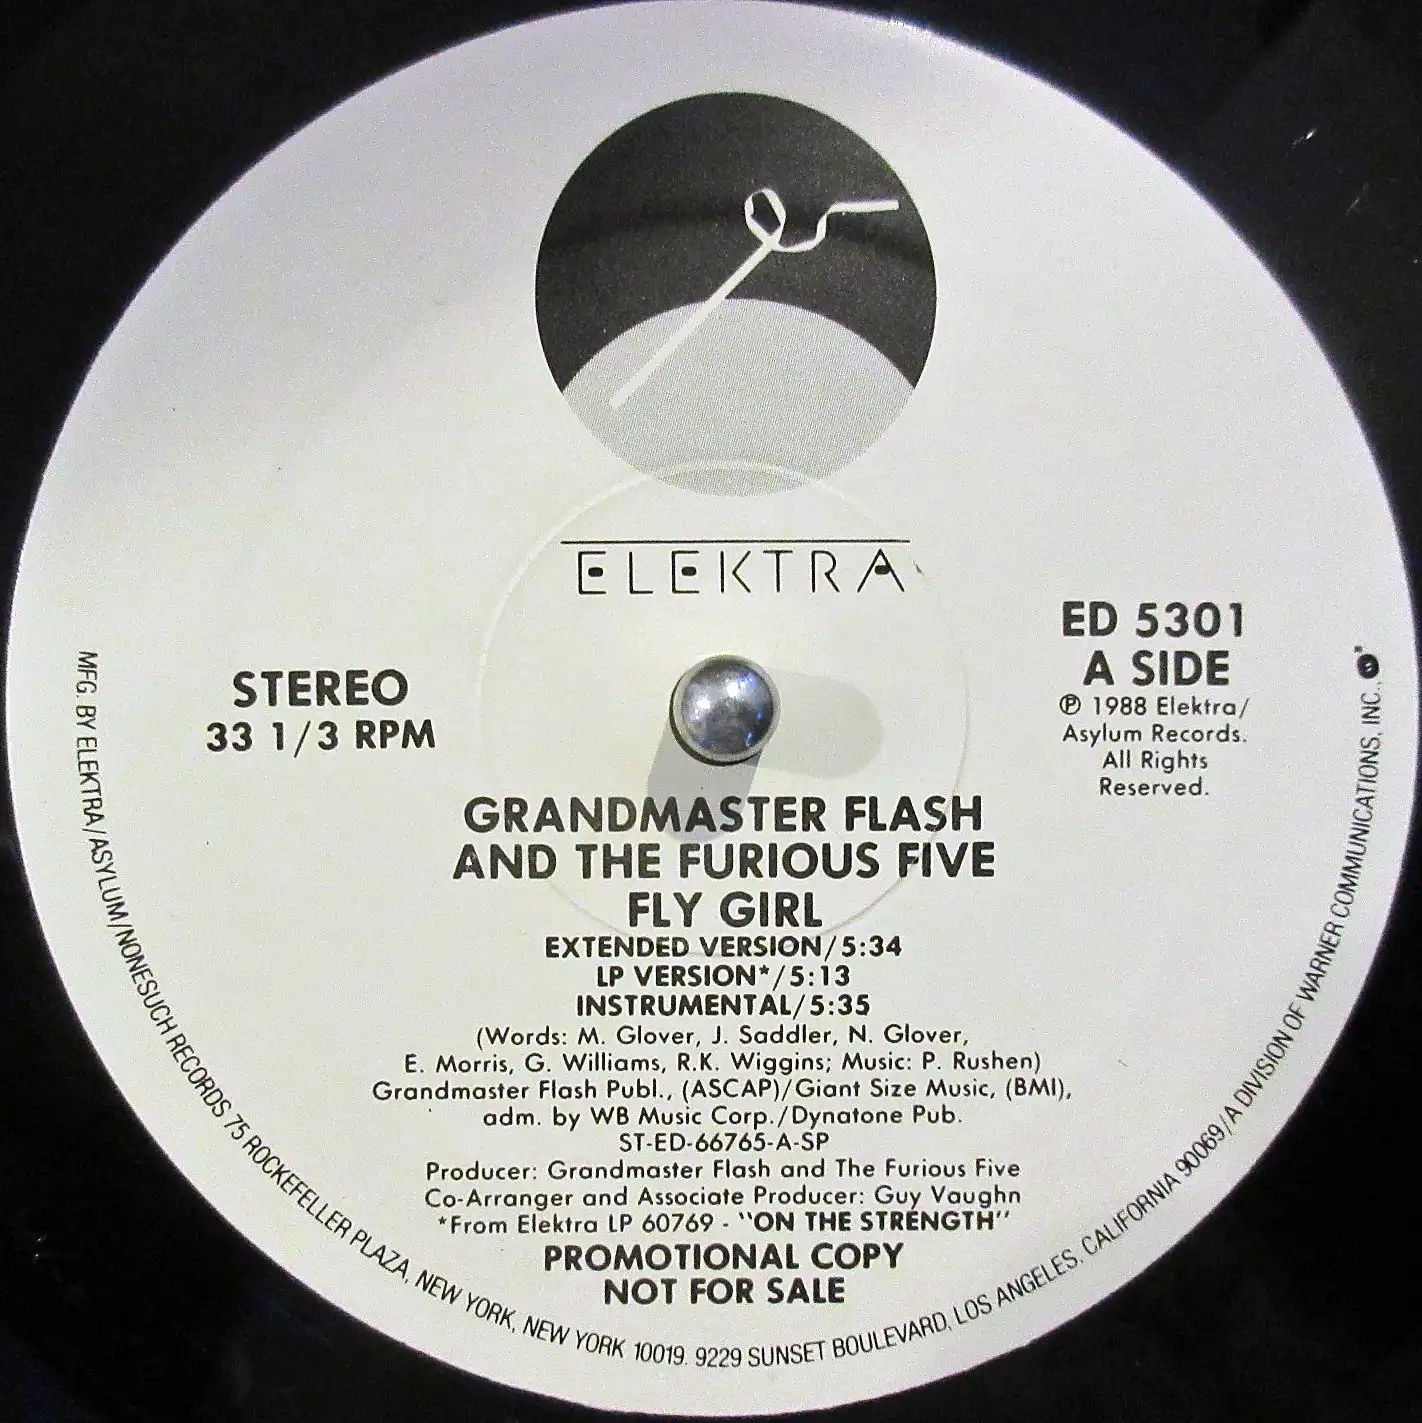 ELEKTRA
STEREO
33 1/3 RPM
ED 5301
A SIDE
℗ 1988 Elektra/
Asylum Records.
All Rights
Reserved.
GRANDMASTER FLASH
AND THE FURIOUS FIVE
FLY GIRL
EXTENDED VERSION/5:34
LP VERSION*/5:13
INSTRUMENTAL/5:35
(Words: M. Glover, J. Saddler, N. Glover,
E. Morris, G. Williams, R.K. Wiggins; Music: P. Rushen)
Grandmaster Flash Publ., (ASCAP)/Giant Size Music, (BMI),
adm. by WB Music Corp./Dynatone Pub.
ST-ED-66765-A-SP
Producer: Grandmaster Flash and The Furious Five
Co-Arranger and Associate Producer: Guy Vaughn
*From Elektra LP 60769 - "ON THE STRENGTH"
PROMOTIONAL COPY
NOT FOR SALE
MFG. BY ELEKTRA/ASYLUM/NONESUCH RECORDS 75 ROCKEFELLER PLAZA, NEW YORK, NEW YORK 10019. 9229 SUNSET BOULEVARD, LOS ANGELES, CALIFORNIA 90069/A DIVISION OF WARNER COMMUNICATIONS, INC.,